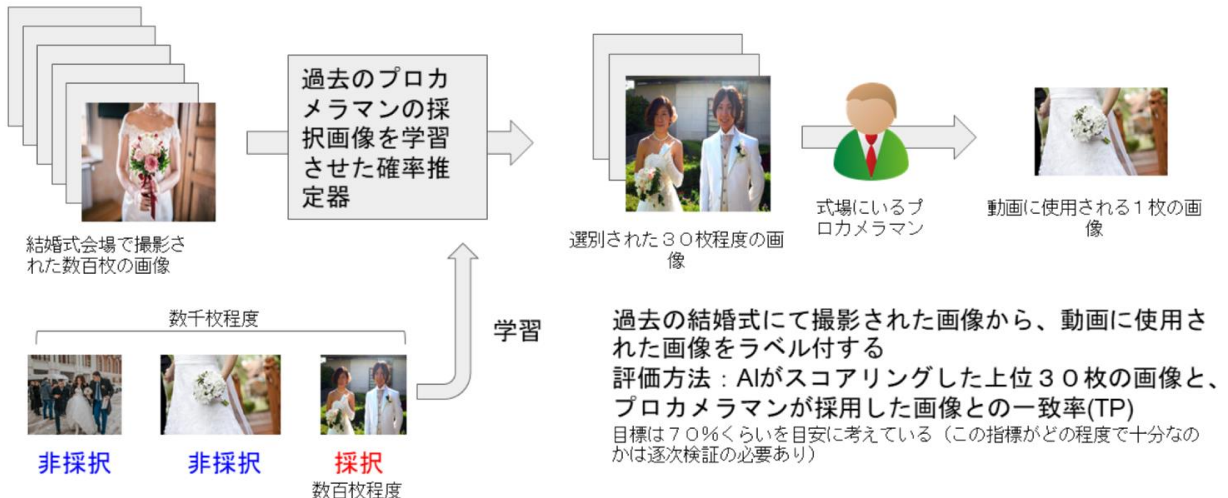 過去のプロカ
メラマンの採
択画像を学習
させた確率推
定器
結婚式会場で撮影さ
れた数百枚の画像
選別された３０枚程度の画
像
式場にいるプ
ロカメラマン
動画に使用される１枚の画
像
数千枚程度
学習
非採択
非採択
採択
数百枚程度
過去の結婚式にて撮影された画像から、動画に使用さ
れた画像をラベル付する
評価方法：AIがスコアリングした上位３０枚の画像と、
プロカメラマンが採用した画像との一致率(TP)
目標は７０%くらいを目安に考えている（この指標がどの程度で十分なの
かは逐次検証の必要あり）